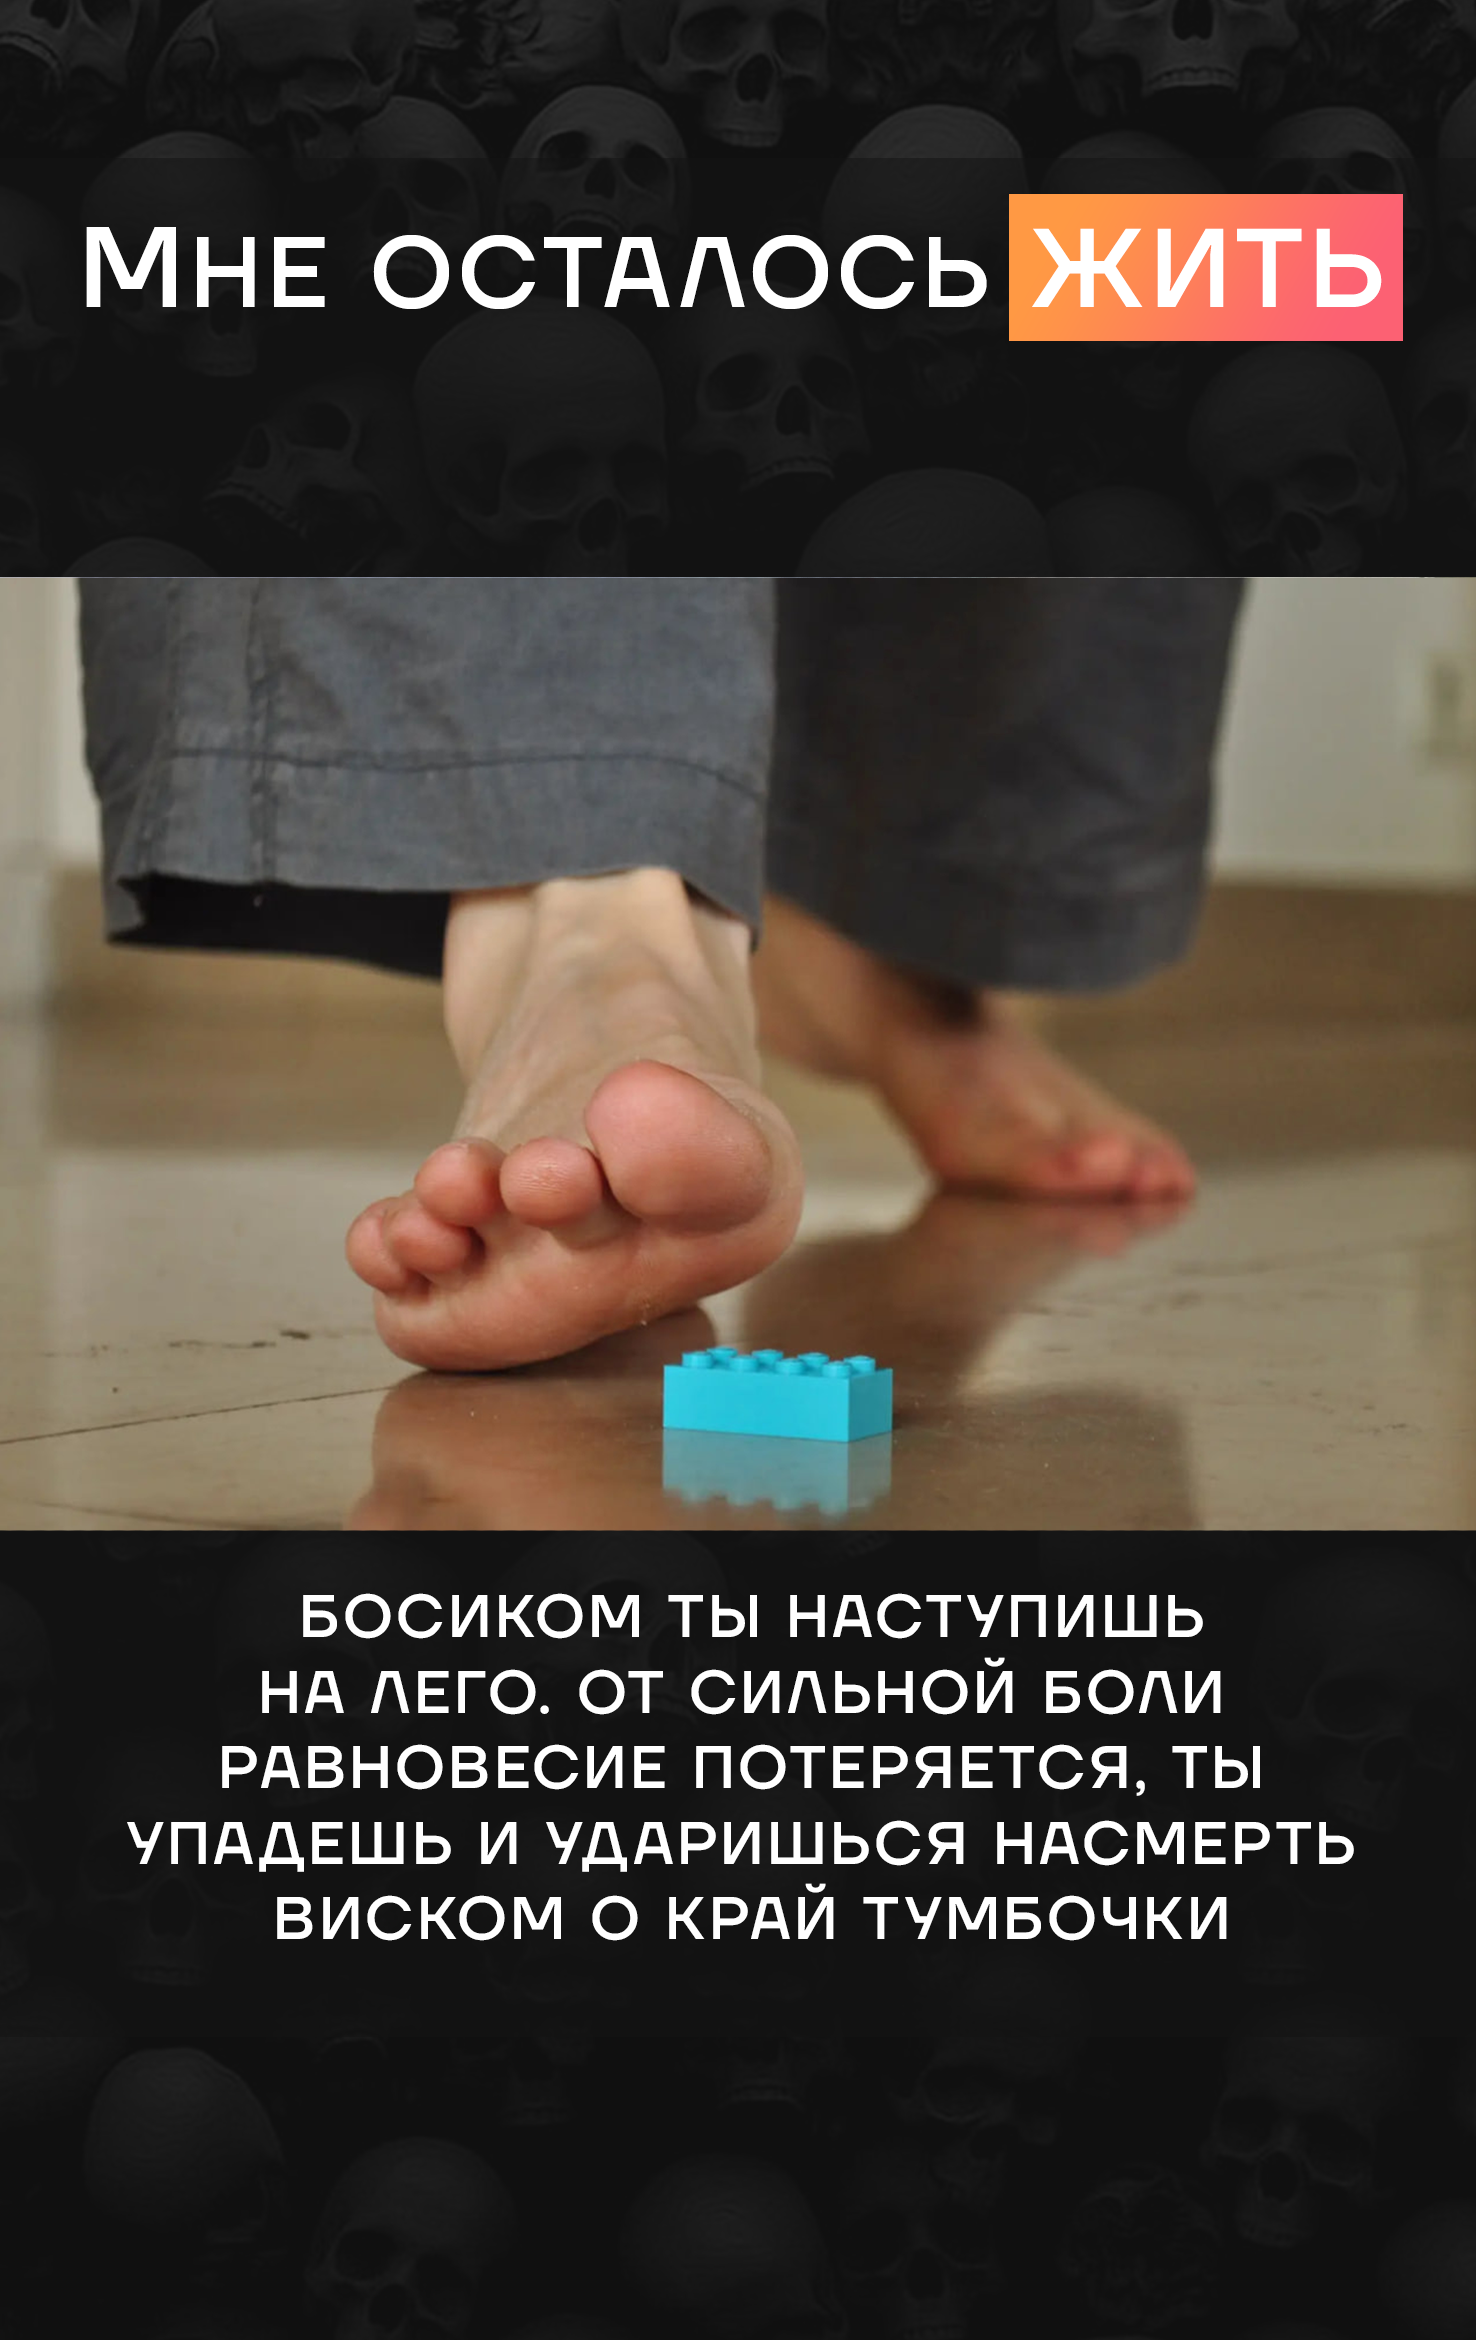 Мне осталось жить
БОСИКОМ ТЫ НАСТУПИШЬ
НА ЛЕГО. ОТ СИЛЬНОЙ БОЛИ
РАВНОВЕСИЕ ПОТЕРЯЕТСЯ, ТЫ
УПАДЕШЬ И УДАРИШЬСЯ НАСМЕРТЬ
ВИСКОМ О КРАЙ ТУМБОЧКИ